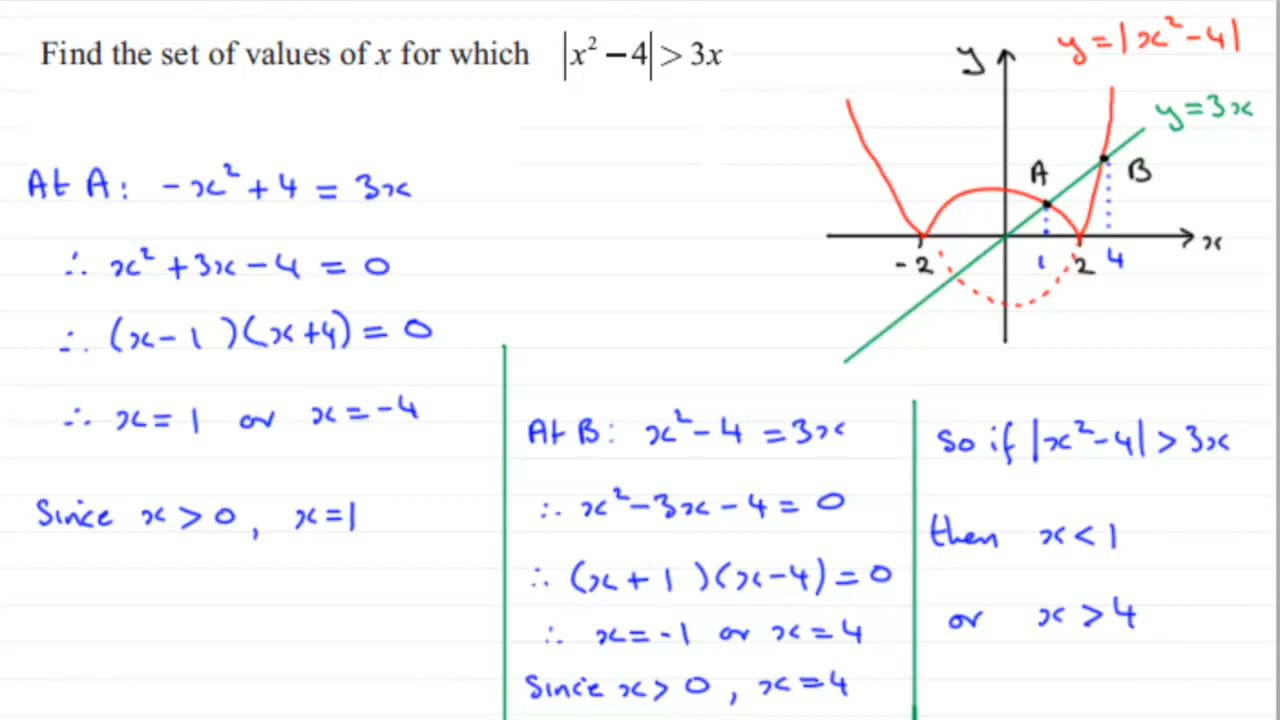 Find the set of values of x for which |x² – 4| > 3x
y = |x² – 4|
y
y = 3x
A
B
x
-2
1
2
4
At A: -x² + 4 = 3x
∴ x² + 3x - 4 = 0
∴ (x - 1)(x + 4) = 0
∴ x = 1 or x = -4
Since x > 0, x = 1
At B: x² - 4 = 3x
∴ x² - 3x - 4 = 0
∴ (x + 1)(x - 4) = 0
∴ x = -1 or x = 4
Since x > 0, x = 4
So if |x² - 4| > 3x
then x < 1
or x > 4